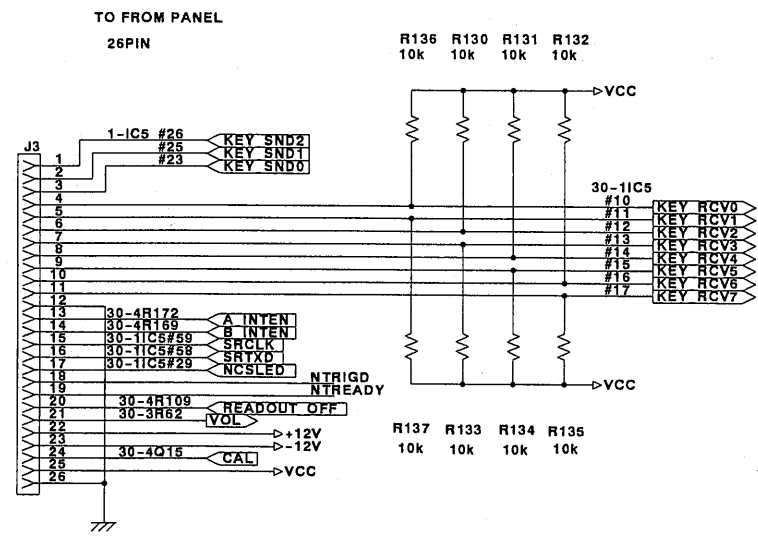 TO FROM PANEL
26PIN
R136 R130 R131 R132
10k 10k 10k 10k
VCC
J3
1-IC5 #26 KEY SND2
#25 KEY SND1
#23 KEY SND0
30-1IC5
1
2
3
4 #10 KEY RCV0
5 #11 KEY RCV1
6 #12 KEY RCV2
7 #13 KEY RCV3
8 #14 KEY RCV4
9 #15 KEY RCV5
10 #16 KEY RCV6
11 #17 KEY RCV7
12
13 30-4R172 A INTEN
14 30-4R169 B INTEN
15 30-1IC5#59 SRCLK
16 30-1IC5#58 SRTXD
17 30-1IC5#29 NCSLED
18 NTRIGD
19 NTREADY
20 30-4R109 READOUT OFF
21 30-3R62 VOL
22 +12V
23 -12V
24 30-4Q15 CAL
25 VCC
26
VCC
R137 R133 R134 R135
10k 10k 10k 10k